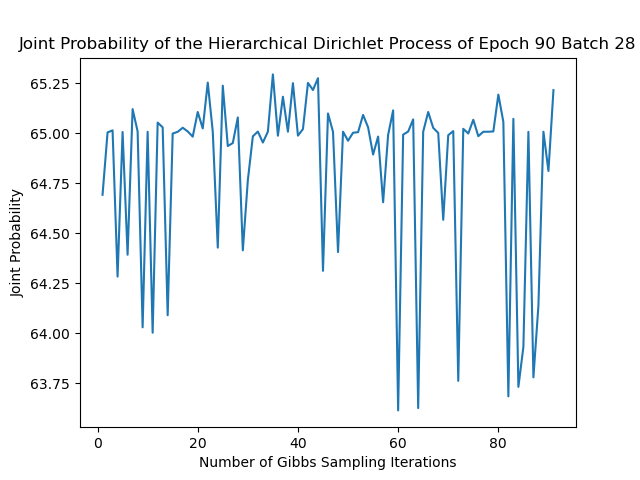 Joint Probability of the Hierarchical Dirichlet Process of Epoch 90 Batch 28
65.25
65.00
64.75
64.50
64.25
64.00
63.75
Joint Probability
0 20 40 60 80
Number of Gibbs Sampling Iterations